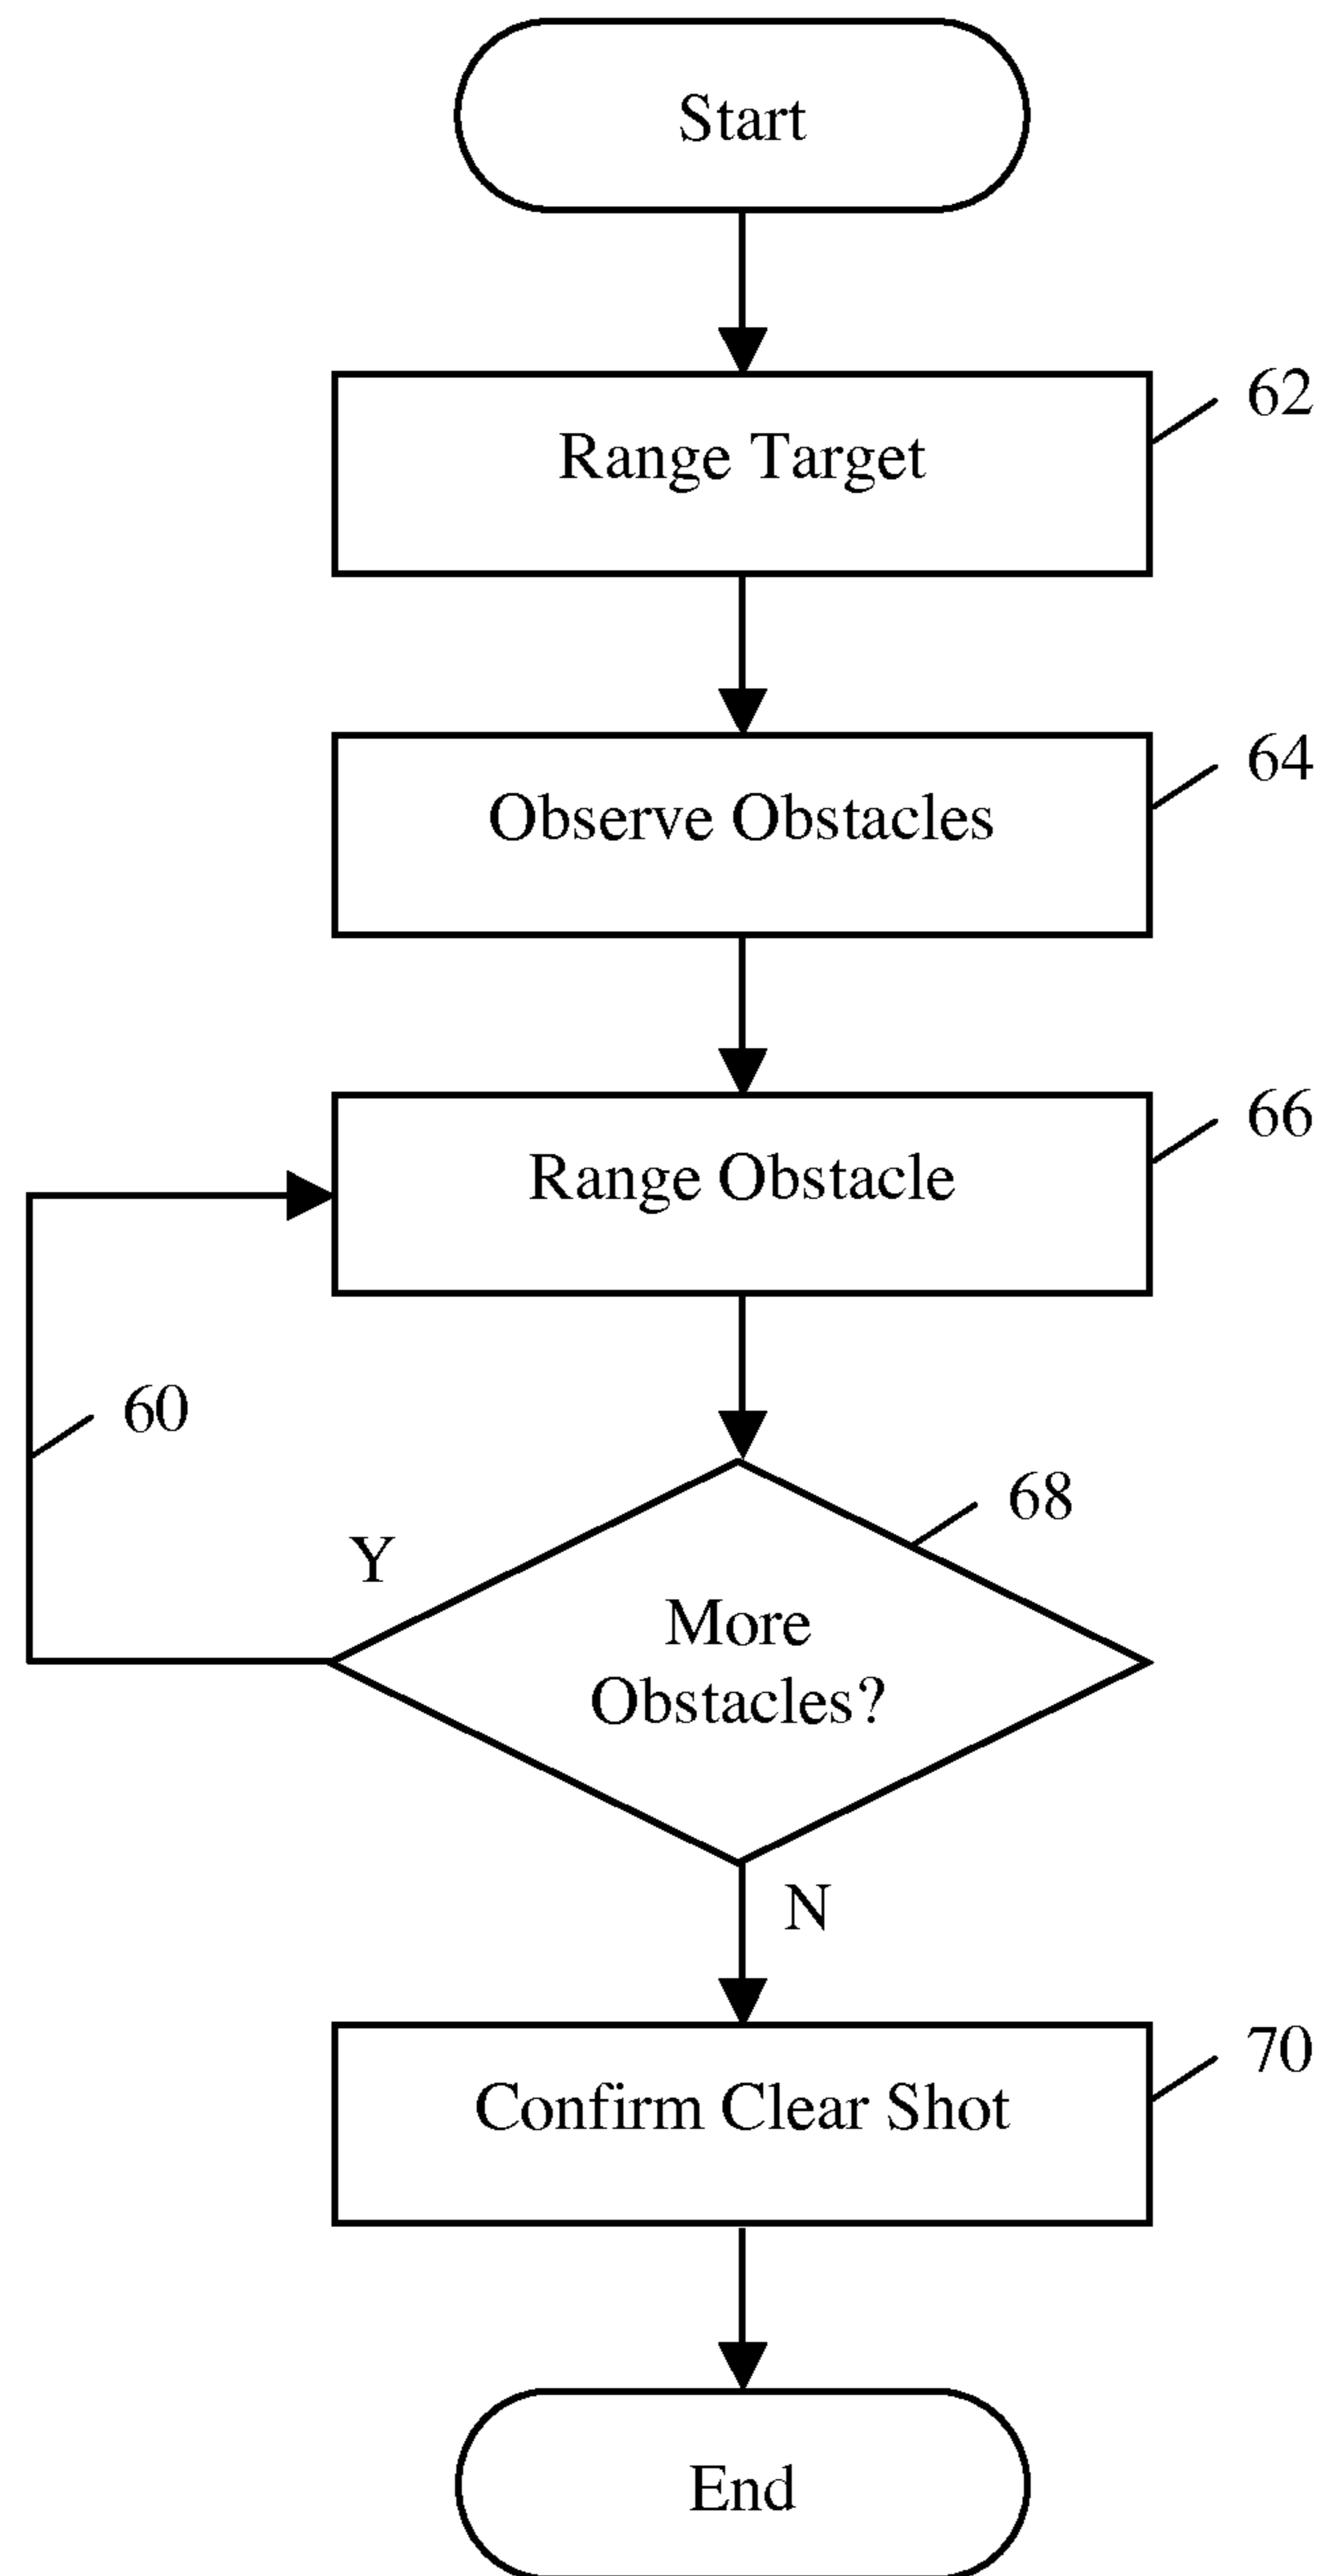 Start
Range Target
62
Observe Obstacles
64
Range Obstacle
66
60
68
Y
More
Obstacles?
N
Confirm Clear Shot
70
End